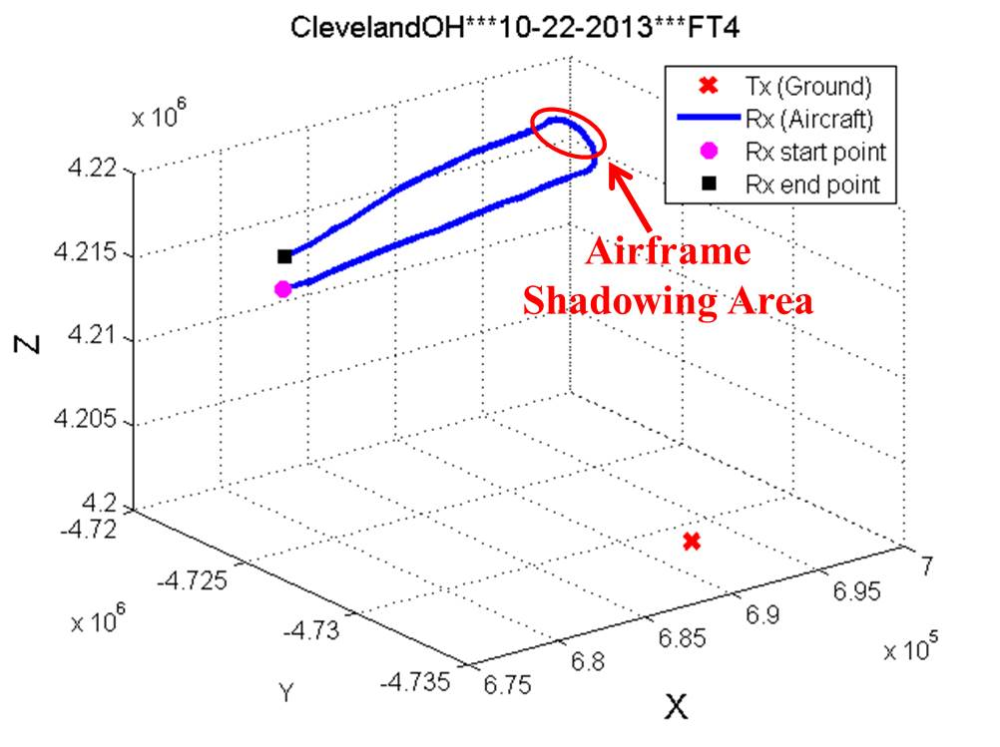 ClevelandOH***10-22-2013***FT4
Tx (Ground)
Rx (Aircraft)
Rx start point
Rx end point
x 10^6
4.22
4.215
4.21
4.205
4.2
Z
Airframe
Shadowing Area
-4.72
-4.725
-4.73
-4.735
x 10^6
Y
6.75
6.8
6.85
6.9
6.95
7
x 10^5
X